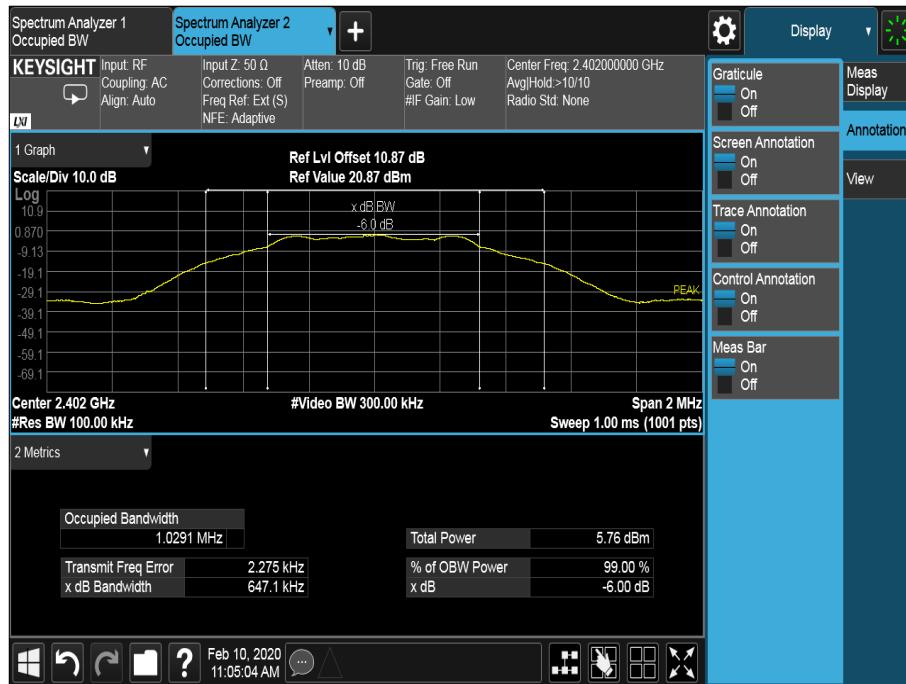 Spectrum Analyzer 1
Occupied BW
Spectrum Analyzer 2
Occupied BW
Display
KEYSIGHT
LXI
Input: RF
Coupling: AC
Align: Auto
Input Z: 50 Ω
Corrections: Off
Freq Ref: Ext (S)
NFE: Adaptive
Atten: 10 dB
Preamp: Off
Trig: Free Run
Gate: Off
#IF Gain: Low
Center Freq: 2.402000000 GHz
Avg|Hold:>10/10
Radio Std: None
1 Graph
Scale/Div 10.0 dB
Ref Lvl Offset 10.87 dB
Ref Value 20.87 dBm
Log
10.9
0.870
-9.13
-19.1
-29.1
-39.1
-49.1
-59.1
-69.1
x dB BW
-6.0 dB
PEAK
Center 2.402 GHz
#Video BW 300.00 kHz
Span 2 MHz
#Res BW 100.00 kHz
Sweep 1.00 ms (1001 pts)
2 Metrics
Occupied Bandwidth
1.0291 MHz
Transmit Freq Error 2.275 kHz
x dB Bandwidth 647.1 kHz
Total Power 5.76 dBm
% of OBW Power 99.00 %
x dB -6.00 dB
Feb 10, 2020
11:05:04 AM
Graticule
On
Off
Screen Annotation
On
Off
Trace Annotation
On
Off
Control Annotation
On
Off
Meas Bar
On
Off
Meas
Display
Annotation
View